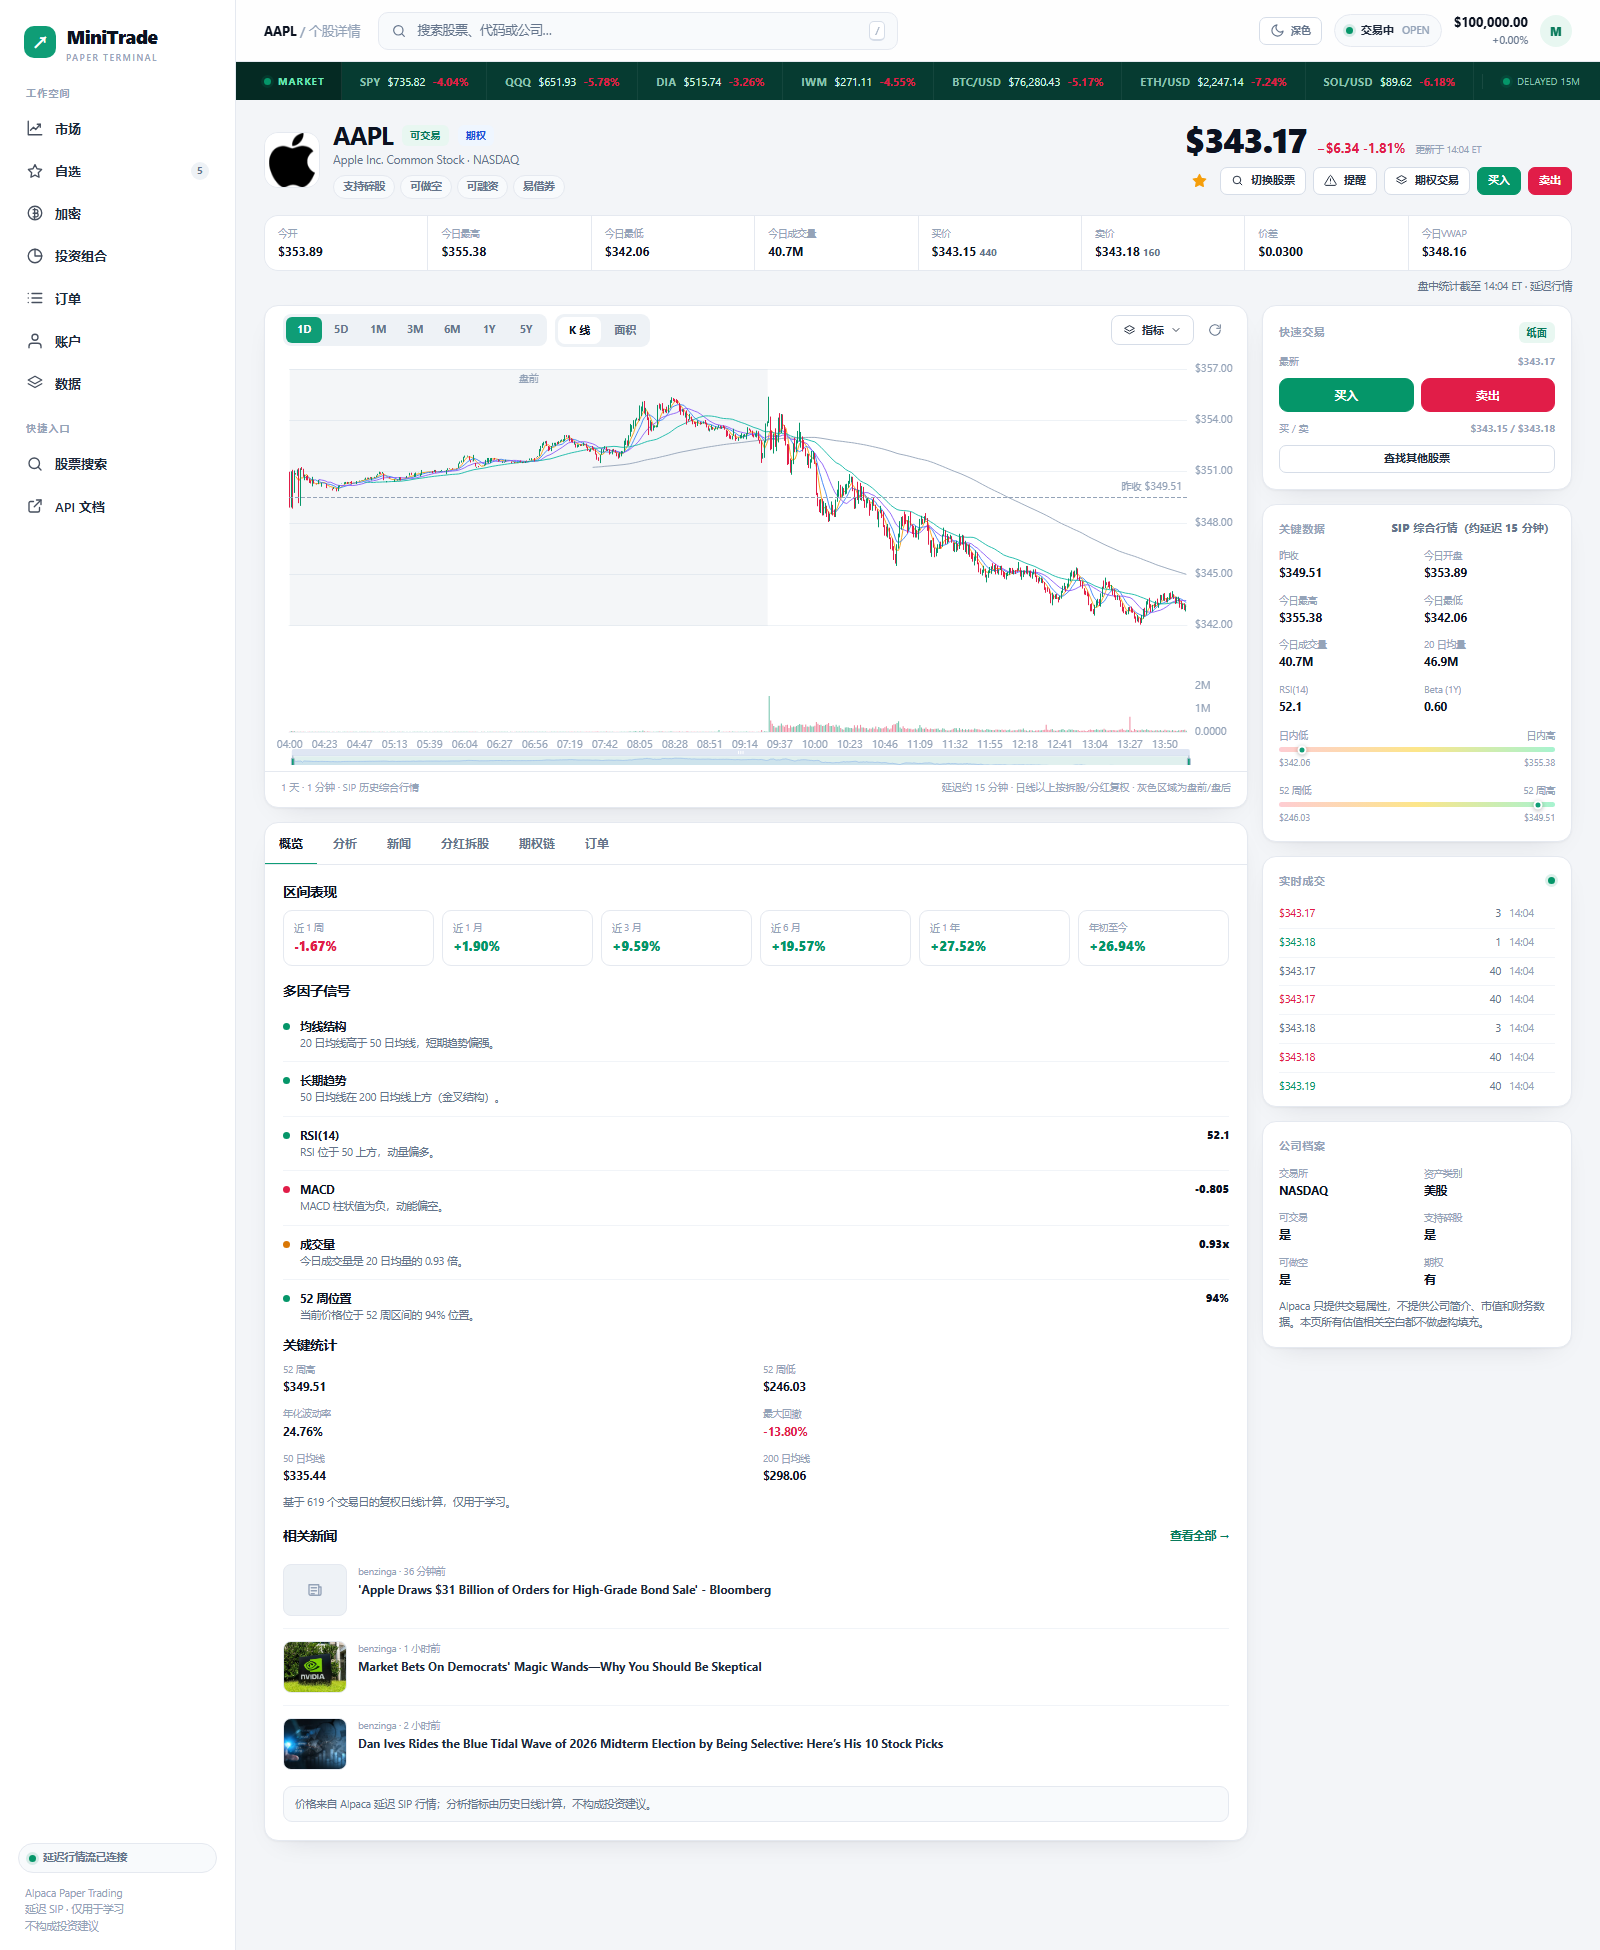 MiniTrade
PAPER TERMINAL
工作空间
市场
自选 5
加密
投资组合
订单
账户
数据
快捷入口
股票搜索
API 文档
延迟行情流已连接
Alpaca Paper Trading
延迟 SIP · 仅用于学习
不构成投资建议
AAPL / 个股详情
搜索股票、代码或公司... /
深色
交易中 OPEN
$100,000.00
+0.00%
M
MARKET SPY $735.82 -4.04% QQQ $651.93 -5.78% DIA $515.74 -3.26% IWM $271.11 -4.55% BTC/USD $76,280.43 -5.17% ETH/USD $2,247.14 -7.24% SOL/USD $89.62 -6.18% DELAYED 15M
AAPL 可交易 期权
Apple Inc. Common Stock · NASDAQ
支持碎股 可做空 可融资 易借券
$343.17 −$6.34 -1.81% 更新于 14:04 ET
切换股票 提醒 期权交易 买入 卖出
今开 今日最高 今日最低 今日成交量 买价 卖价 价差 今日VWAP
$353.89 $355.38 $342.06 40.7M $343.15 440 $343.18 160 $0.0300 $348.16
盘中统计截至 14:04 ET · 延迟行情
1D 5D 1M 3M 6M 1Y 5Y K 线 面积 指标
盘前
$357.00
$354.00
$351.00
昨收 $349.51
$348.00
$345.00
$342.00
2M
1M
0.0000
04:00 04:23 04:47 05:13 05:39 06:04 06:27 06:56 07:19 07:42 08:05 08:28 08:51 09:14 09:37 10:00 10:23 10:46 11:09 11:32 11:55 12:18 12:41 13:04 13:27 13:50
1 天 · 1 分钟 · SIP 历史综合行情
延迟约 15 分钟 · 日线以上按拆股/分红复权 · 灰色区域为盘前/盘后
概览 分析 新闻 分红拆股 期权链 订单
区间表现
近 1 周 近 1 月 近 3 月 近 6 月 近 1 年 年初至今
-1.67% +1.90% +9.59% +19.57% +27.52% +26.94%
多因子信号
均线结构
20 日均线高于 50 日均线，短期趋势偏强。
长期趋势
50 日均线在 200 日均线上方（金叉结构）。
RSI(14) 52.1
RSI 位于 50 上方，动量偏多。
MACD -0.805
MACD 柱状值为负，动能偏空。
成交量 0.93x
今日成交量是 20 日均量的 0.93 倍。
52 周位置 94%
当前价格位于 52 周区间的 94% 位置。
关键统计
52 周高 52 周低
$349.51 $246.03
年化波动率 最大回撤
24.76% -13.80%
50 日均线 200 日均线
$335.44 $298.06
基于 619 个交易日的复权日线计算，仅用于学习。
相关新闻 查看全部 →
benzinga · 36 分钟前
'Apple Draws $31 Billion of Orders for High-Grade Bond Sale' - Bloomberg
NVIDIA
benzinga · 1 小时前
Market Bets On Democrats' Magic Wands—Why You Should Be Skeptical
benzinga · 2 小时前
Dan Ives Rides the Blue Tidal Wave of 2026 Midterm Election by Being Selective: Here's His 10 Stock Picks
价格来自 Alpaca 延迟 SIP 行情；分析指标由历史日线计算，不构成投资建议。
快速交易 纸面
最新 $343.17
买入 卖出
买 / 卖 $343.15 / $343.18
查找其他股票
关键数据 SIP 综合行情（约延迟 15 分钟）
昨收 今日开盘
$349.51 $353.89
今日最高 今日最低
$355.38 $342.06
今日成交量 20 日均量
40.7M 46.9M
RSI(14) Beta (1Y)
52.1 0.60
日内低 日内高
$342.06 $355.38
52 周低 52 周高
$246.03 $349.51
实时成交
$343.17 3 14:04
$343.18 1 14:04
$343.17 40 14:04
$343.17 40 14:04
$343.18 3 14:04
$343.18 40 14:04
$343.19 40 14:04
公司档案
交易所 资产类别
NASDAQ 美股
可交易 支持碎股
是 是
可做空 期权
是 有
Alpaca 只提供交易属性，不提供公司简介、市值和财务数
据。本页所有估值相关空白都不做虚构填充。